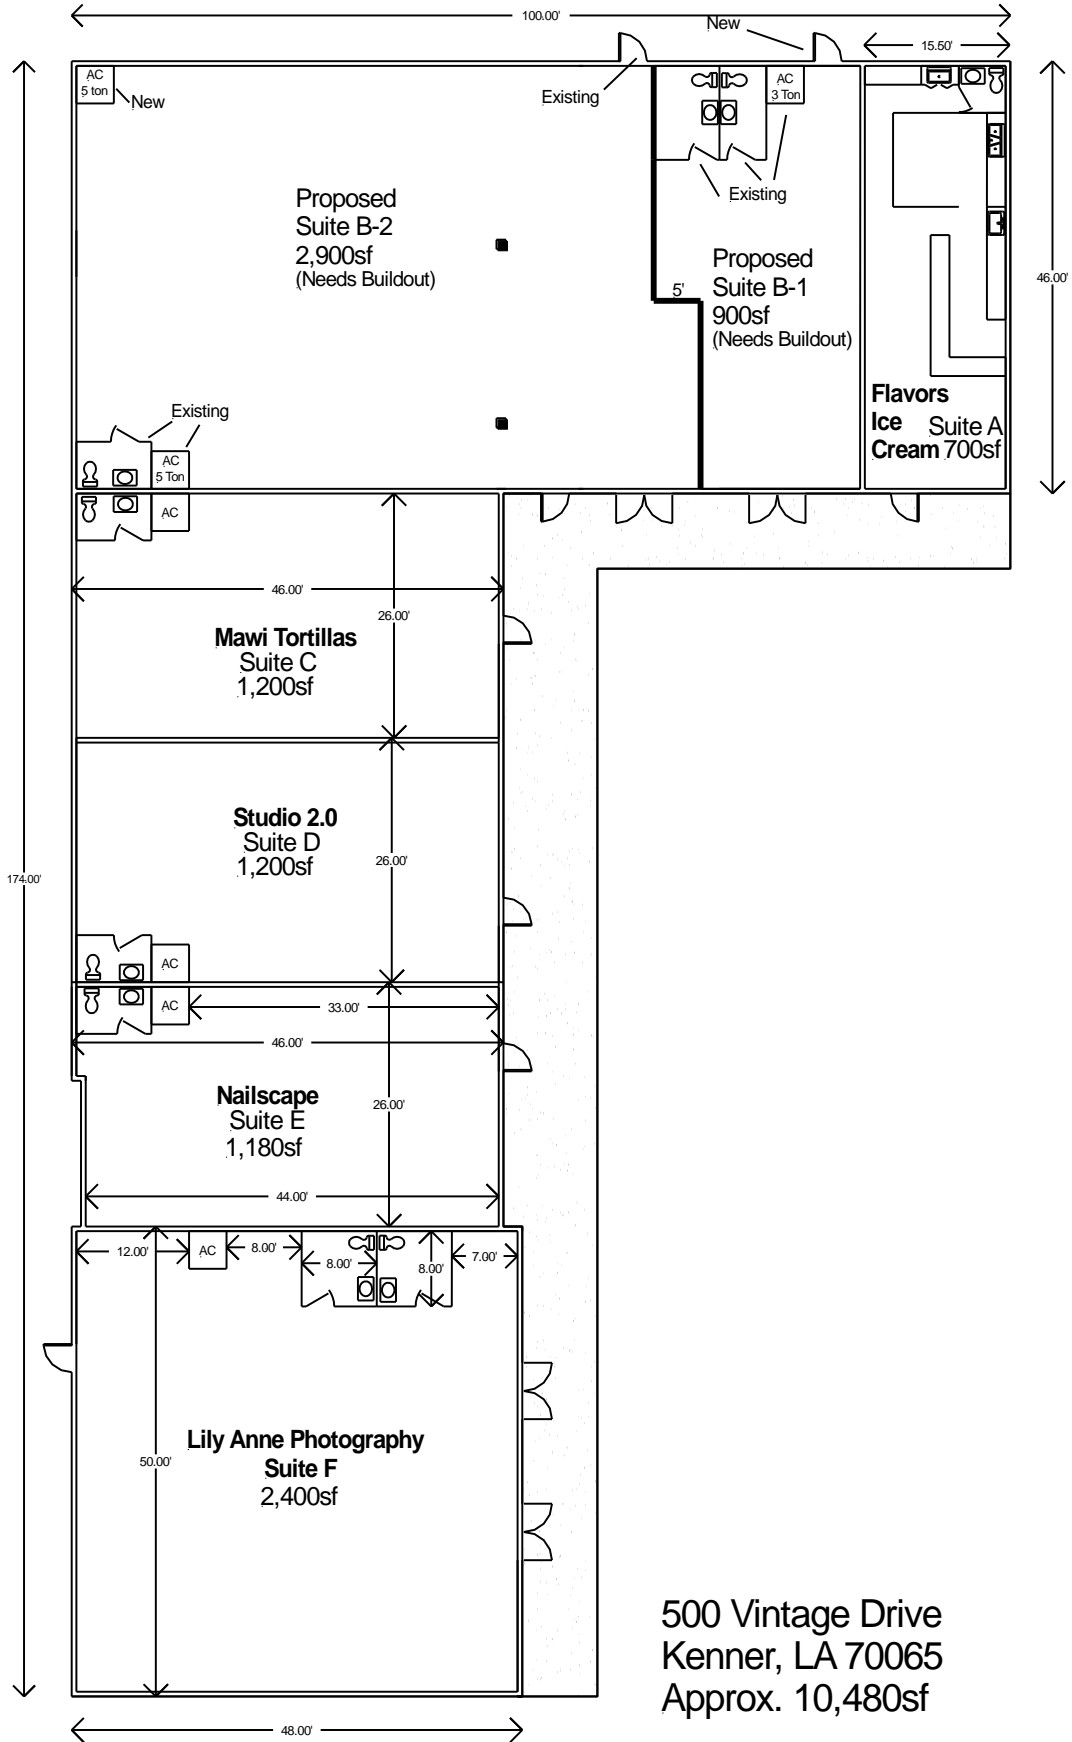 100.00'
New
15.50'
AC
5 ton
New
Existing
AC
3 Ton
Existing
Proposed
Suite B-2
2,900sf
(Needs Buildout)
Proposed
Suite B-1
900sf
(Needs Buildout)
5'
46.00'
Flavors
Ice Suite A
Cream 700sf
Existing
AC
5 Ton
AC
46.00'
26.00'
Mawi Tortillas
Suite C
1,200sf
Studio 2.0
Suite D
1,200sf
26.00'
174.00'
AC
AC
33.00'
46.00'
Nailscape
Suite E
1,180sf
26.00'
44.00'
12.00'
AC
8.00'
8.00'
8.00'
7.00'
Lily Anne Photography
Suite F
2,400sf
50.00'
48.00'
500 Vintage Drive
Kenner, LA 70065
Approx. 10,480sf